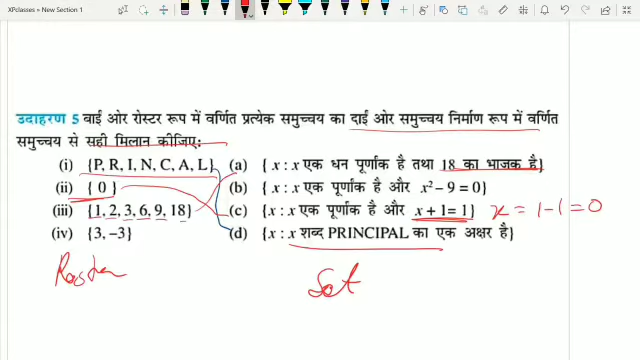 XPclasses » New Section 1
उदाहरण 5 बाईं ओर रोस्टर रूप में वर्णित प्रत्येक समुच्चय का दाईं ओर समुच्चय निर्माण रूप में वर्णित
समुच्चय से सही मिलान कीजिए:
(i) {P, R, I, N, C, A, L} (a) { x : x एक धन पूर्णांक है तथा 18 का भाजक है}
(ii) { 0 } (b) { x : x एक पूर्णांक है और x² – 9 = 0}
(iii) {1, 2, 3, 6, 9, 18} (c) {x : x एक पूर्णांक है और x + 1 = 1} x = 1 - 1 = 0
(iv) {3, –3} (d) {x : x शब्द PRINCIPAL का एक अक्षर है}
Set